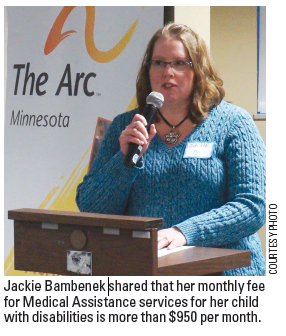 The Arc
Minnesota
COURTESY PHOTO
Jackie Bambenek shared that her monthly fee
for Medical Assistance services for her child
with disabilities is more than $950 per month.